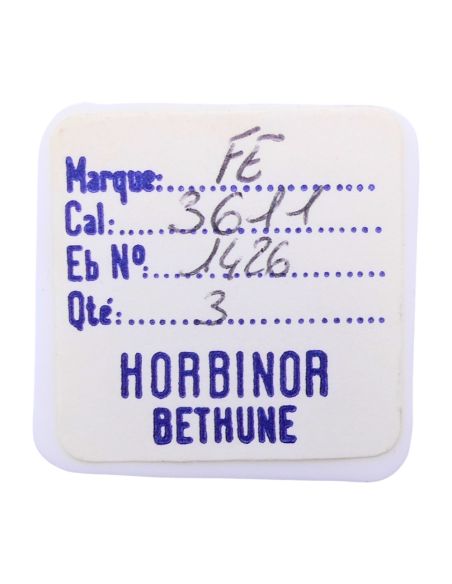 Marque: FE
Cal: 3611
Eb Nº: 1426
Qté: 3
HORBINOR
BETHUNE